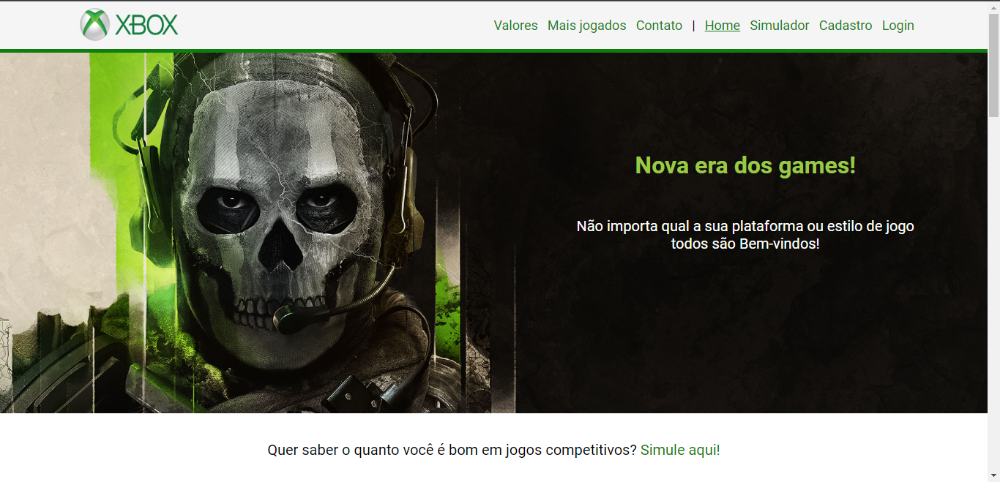 XBOX
Valores Mais jogados Contato | Home Simulador Cadastro Login
Nova era dos games!
Não importa qual a sua plataforma ou estilo de jogo
todos são Bem-vindos!
Quer saber o quanto você é bom em jogos competitivos? Simule aqui!